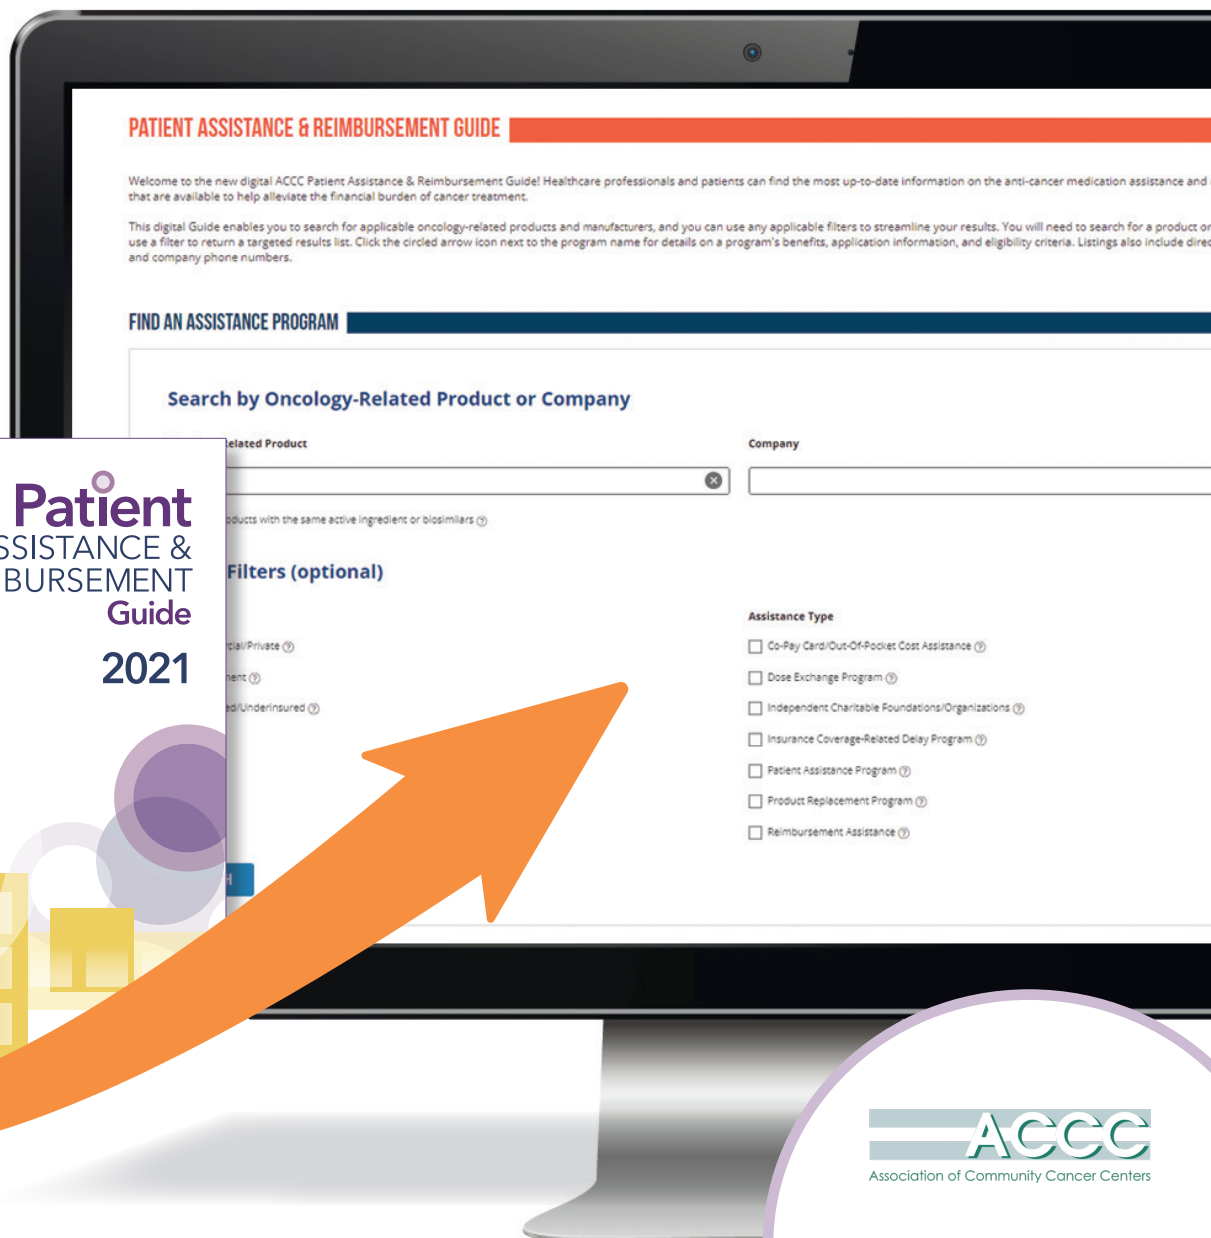 PATIENT ASSISTANCE & REIMBURSEMENT GUIDE
Welcome to the new digital ACCC Patient Assistance & Reimbursement Guide! Healthcare professionals and patients can find the most up-to-date information on the anti-cancer medication assistance and
that are available to help alleviate the financial burden of cancer treatment.
This digital Guide enables you to search for applicable oncology-related products and manufacturers, and you can use any applicable filters to streamline your results. You will need to search for a product or
use a filter to return a targeted results list. Click the circled arrow icon next to the program name for details on a program's benefits, application information, and eligibility criteria. Listings also include direc
and company phone numbers.
FIND AN ASSISTANCE PROGRAM
Search by Oncology-Related Product or Company
elated Product
Company
oducts with the same active ingredient or biosimilars
Filters (optional)
Assistance Type
cial/Private
Co-Pay Card/Out-Of-Pocket Cost Assistance
ment
Dose Exchange Program
ed/Underinsured
Independent Charitable Foundations/Organizations
Insurance Coverage-Related Delay Program
Patient Assistance Program
Product Replacement Program
Reimbursement Assistance
H
Patient
SSISTANCE &
BURSEMENT
Guide
2021
ACCC
Association of Community Cancer Centers